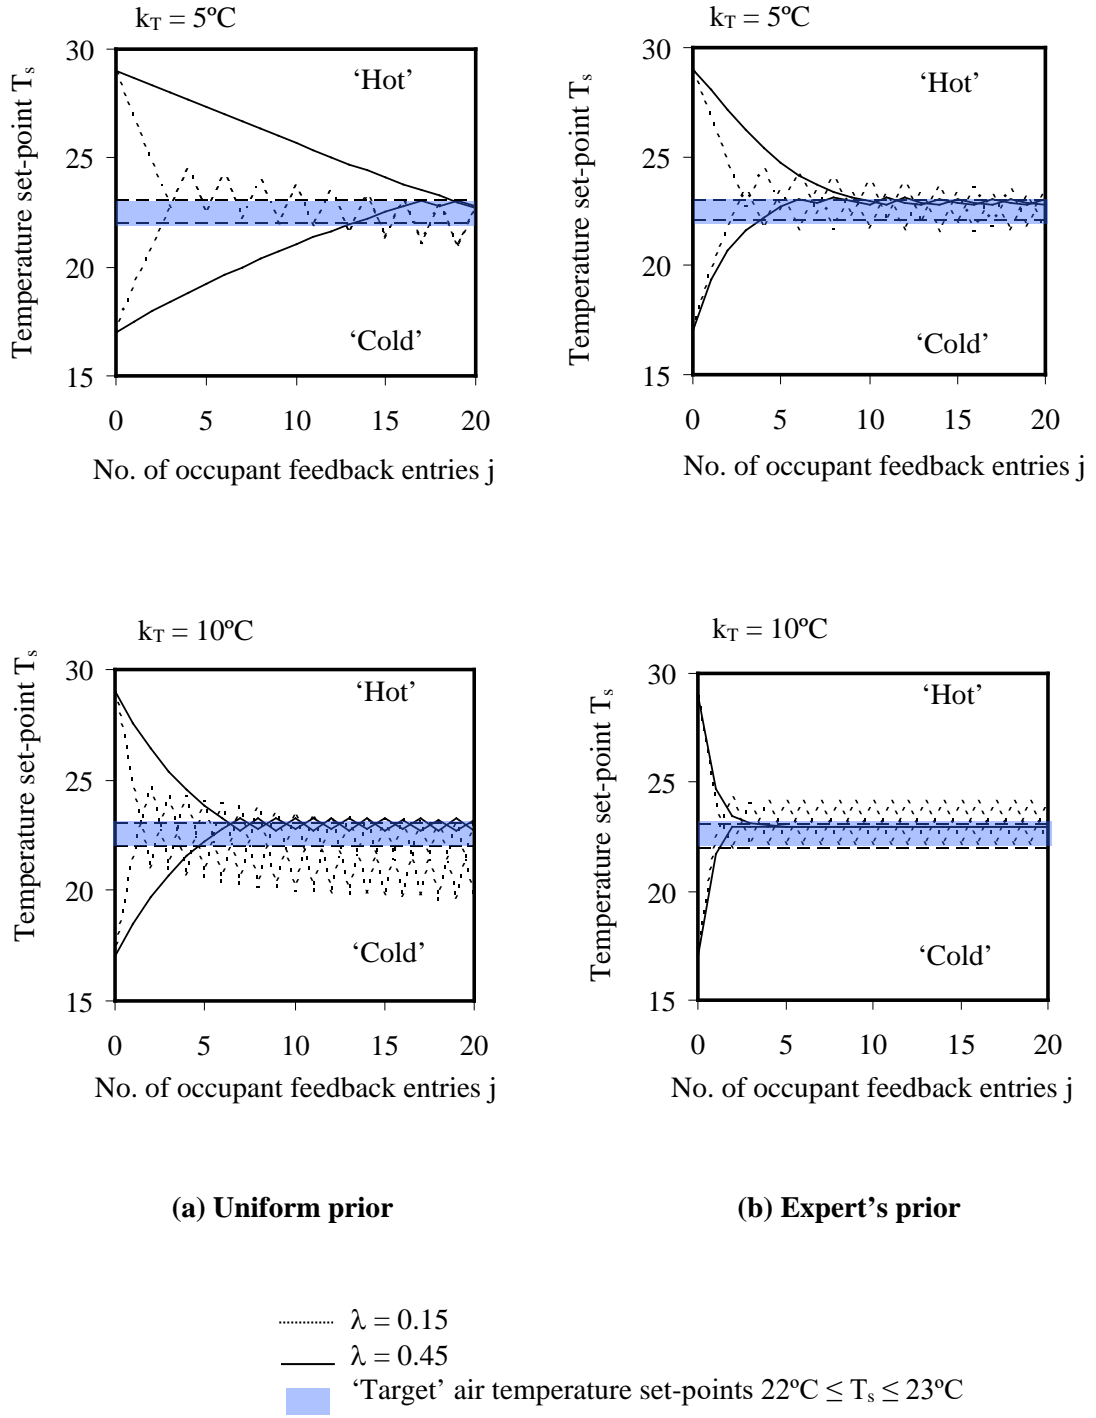 kT = 5ºC
30
25
20
15
Temperature set-point Ts
‘Hot’
‘Cold’
0 5 10 15 20
No. of occupant feedback entries j
kT = 5ºC
30
25
20
15
Temperature set-point Ts
‘Hot’
‘Cold’
0 5 10 15 20
No. of occupant feedback entries j
kT = 10ºC
30
25
20
15
Temperature set-point Ts
‘Hot’
‘Cold’
0 5 10 15 20
No. of occupant feedback entries j
kT = 10ºC
30
25
20
15
Temperature set-point Ts
‘Hot’
‘Cold’
0 5 10 15 20
No. of occupant feedback entries j
(a) Uniform prior
(b) Expert’s prior
λ = 0.15
λ = 0.45
‘Target’ air temperature set-points 22ºC ≤ Ts ≤ 23ºC